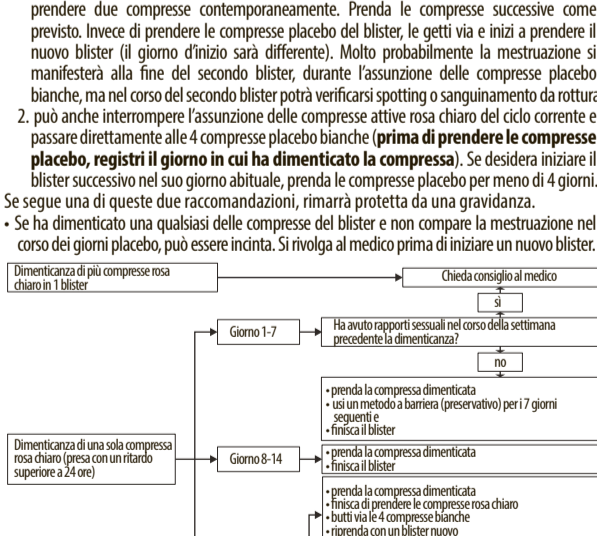 prendere due compresse contemporaneamente. Prenda le compresse successive come
previsto. Invece di prendere le compresse placebo del blister, le getti via e inizi a prendere il
nuovo blister (il giorno d'inizio sarà differente). Molto probabilmente la mestruazione si
manifesterà alla fine del secondo blister, durante l'assunzione delle compresse placebo
bianche, ma nel corso del secondo blister potrà verificarsi spotting o sanguinamento da rottura
2. può anche interrompere l'assunzione delle compresse attive rosa chiaro del ciclo corrente e
passare direttamente alle 4 compresse placebo bianche (prima di prendere le compresse
placebo, registri il giorno in cui ha dimenticato la compressa). Se desidera iniziare il
blister successivo nel suo giorno abituale, prenda le compresse placebo per meno di 4 giorni.
Se segue una di queste due raccomandazioni, rimarrà protetta da una gravidanza.
• Se ha dimenticato una qualsiasi delle compresse del blister e non compare la mestruazione nel
corso dei giorni placebo, può essere incinta. Si rivolga al medico prima di iniziare un nuovo blister.
Dimenticanza di più compresse rosa
chiaro in 1 blister
Chieda consiglio al medico
sì
Giorno 1-7
Ha avuto rapporti sessuali nel corso della settimana
precedente la dimenticanza?
no
• prenda la compressa dimenticata
• usi un metodo a barriera (preservativo) per i 7 giorni
seguenti e
• finisca il blister
Dimenticanza di una sola compressa
rosa chiaro (presa con un ritardo
superiore a 24 ore)
Giorno 8-14
• prenda la compressa dimenticata
• finisca il blister
• prenda la compressa dimenticata
• finisca di prendere le compresse rosa chiaro
• butti via le 4 compresse bianche
• riprenda con un blister nuovo